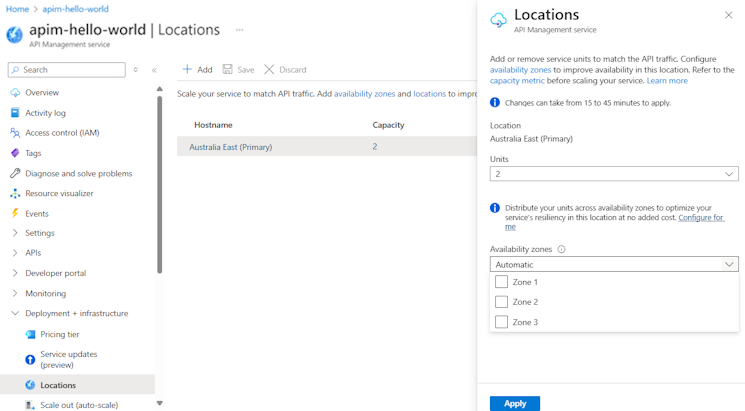 Home > apim-hello-world >
apim-hello-world | Locations ...
API Management service
Search
Overview
Activity log
Access control (IAM)
Tags
Diagnose and solve problems
Resource visualizer
Events
Settings
APIs
Developer portal
Monitoring
Deployment + infrastructure
Pricing tier
Service updates
(preview)
Locations
Scale out (auto-scale)
Add Save Discard
Scale your service to match API traffic. Add availability zones and locations to impro
Hostname Capacity
Australia East (Primary) 2
Locations
API Management service
Add or remove service units to match the API traffic. Configure
availability zones to improve availability in this location. Refer to the
capacity metric before scaling your service. Learn more
Changes can take from 15 to 45 minutes to apply.
Location
Australia East (Primary)
Units
2
Distribute your units across availability zones to optimize your
service's resiliency in this location at no added cost. Configure for
me
Availability zones
Automatic
Zone 1
Zone 2
Zone 3
Apply